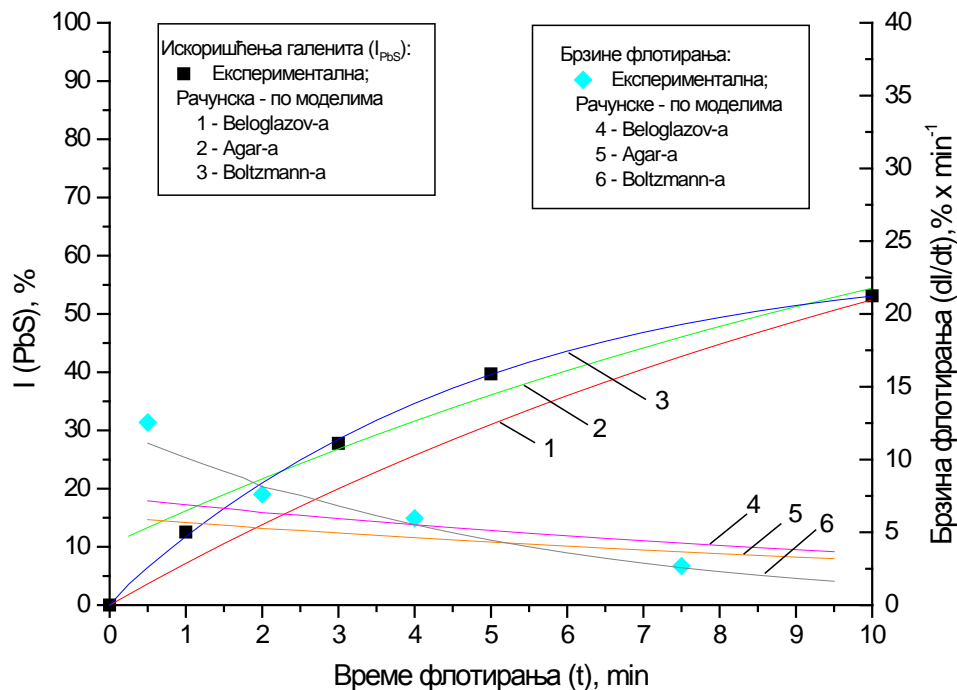 Искоришћења галенита (I_PbS):
Експериментална;
Рачунска - по моделима
1 - Beloglazov-a
2 - Agar-a
3 - Boltzmann-a
Брзине флотирања:
Експериментална;
Рачунске - по моделима
4 - Beloglazov-a
5 - Agar-a
6 - Boltzmann-a
I (PbS), %
100
90
80
70
60
50
40
30
20
10
0
40
35
30
25
20
15
10
5
0
Брзина флотирања (dI/dt),% x min⁻¹
1
2
3
4
5
6
0 1 2 3 4 5 6 7 8 9 10
Време флотирања (t), min